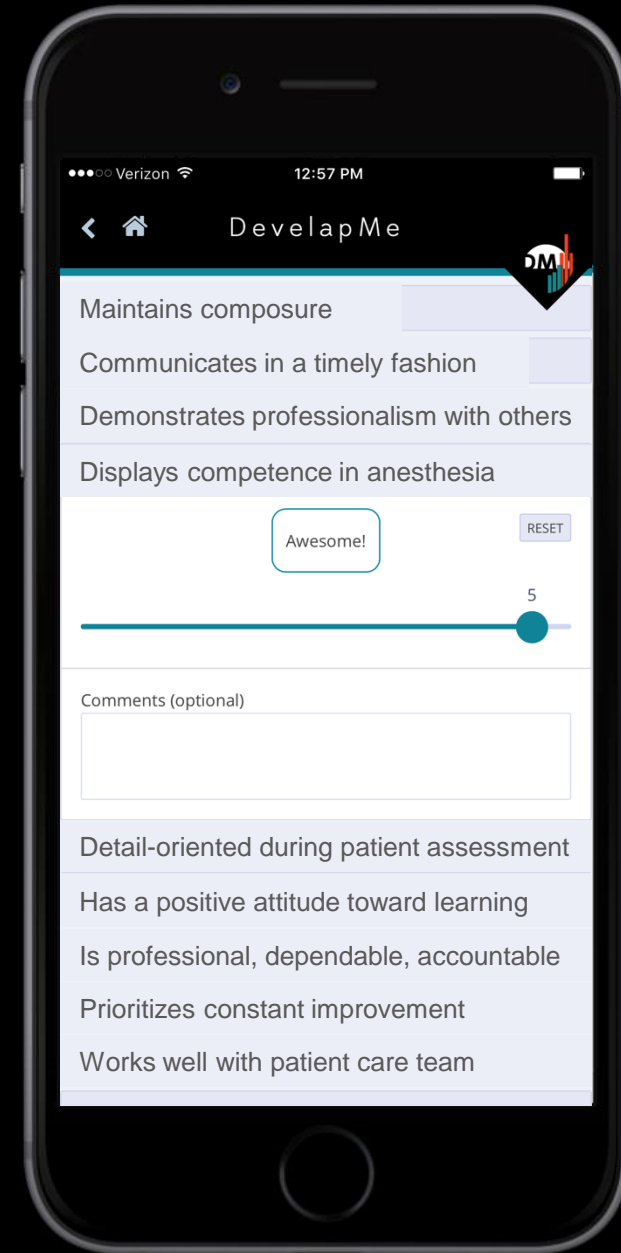 Verizon 12:57 PM
DevelapMe
DM
Maintains composure
Communicates in a timely fashion
Demonstrates professionalism with others
Displays competence in anesthesia
Awesome!
RESET
5
Comments (optional)
Detail-oriented during patient assessment
Has a positive attitude toward learning
Is professional, dependable, accountable
Prioritizes constant improvement
Works well with patient care team